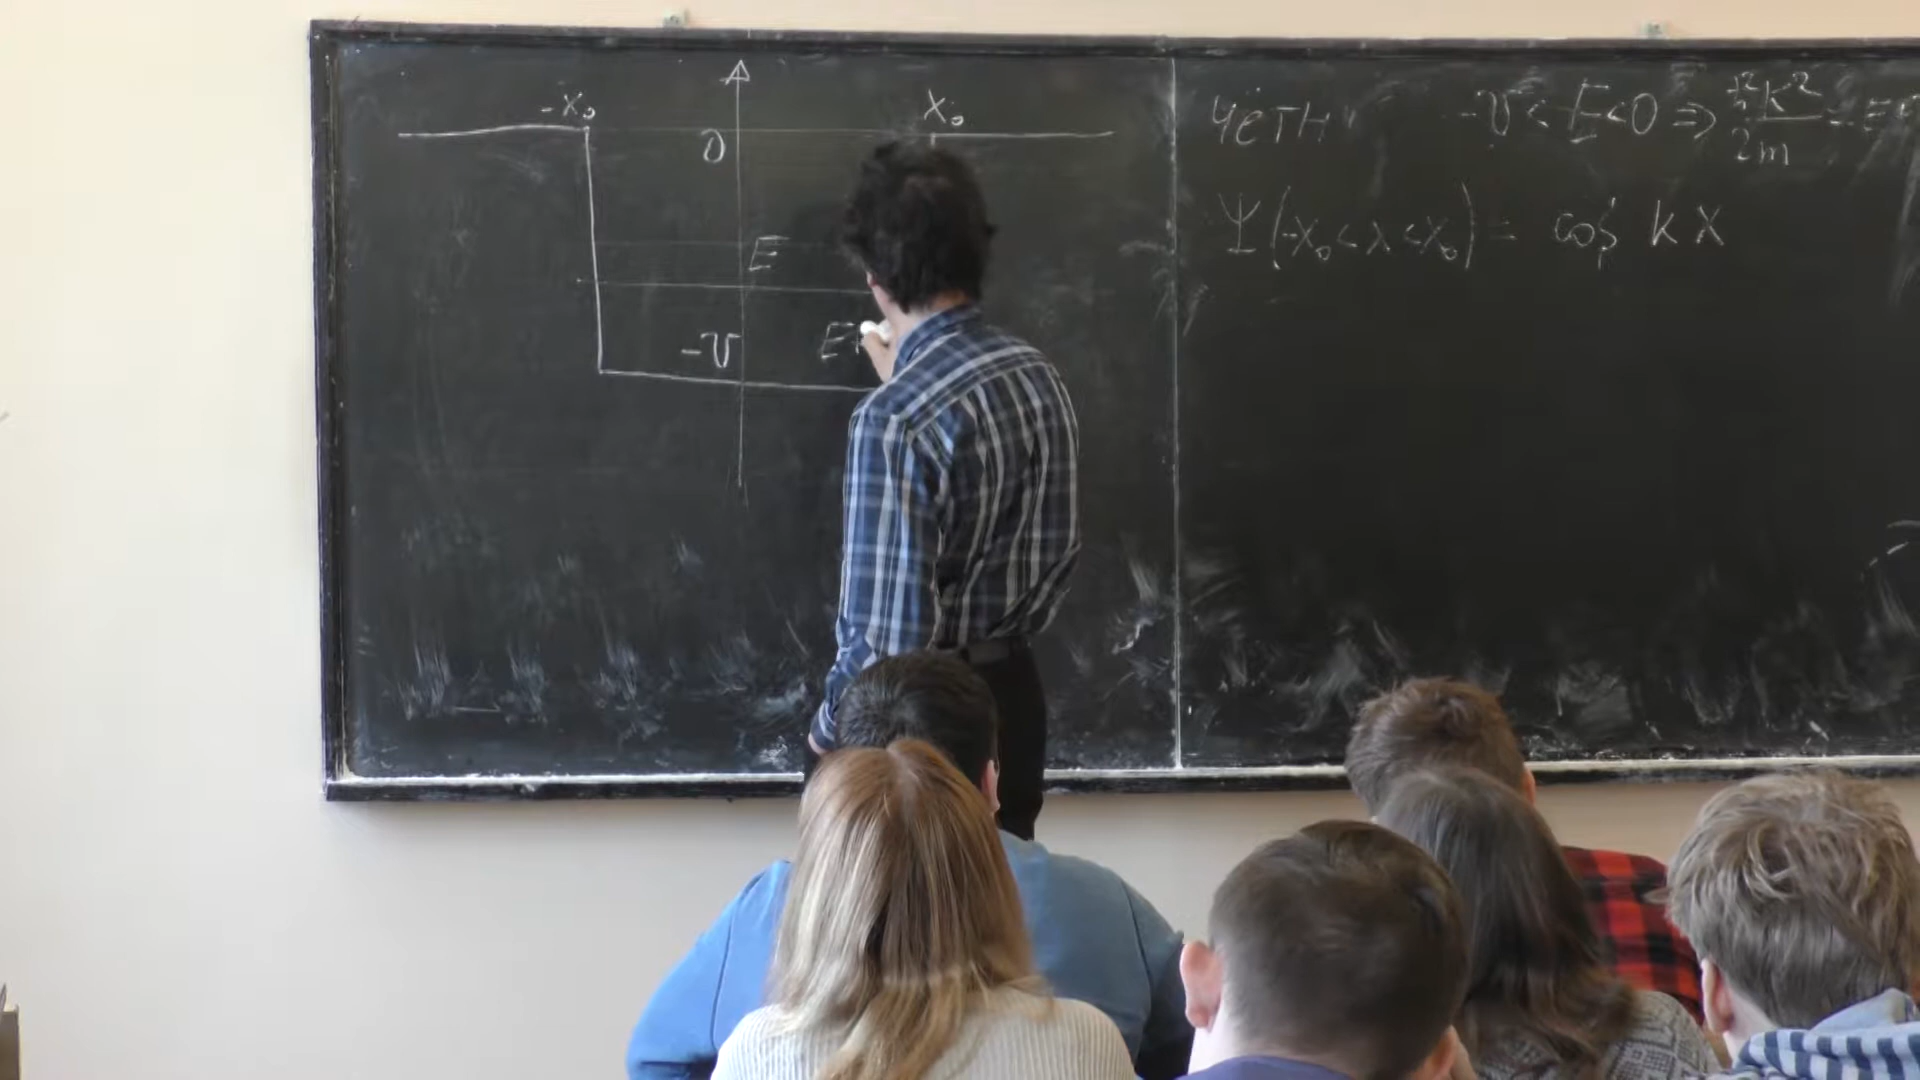 -x₀
x₀
0
E
-U
E+
чётн
-U < E < 0 ⇒ ħ²k²/2m = E+
Ψ(-x₀ < x < x₀) = cos kx